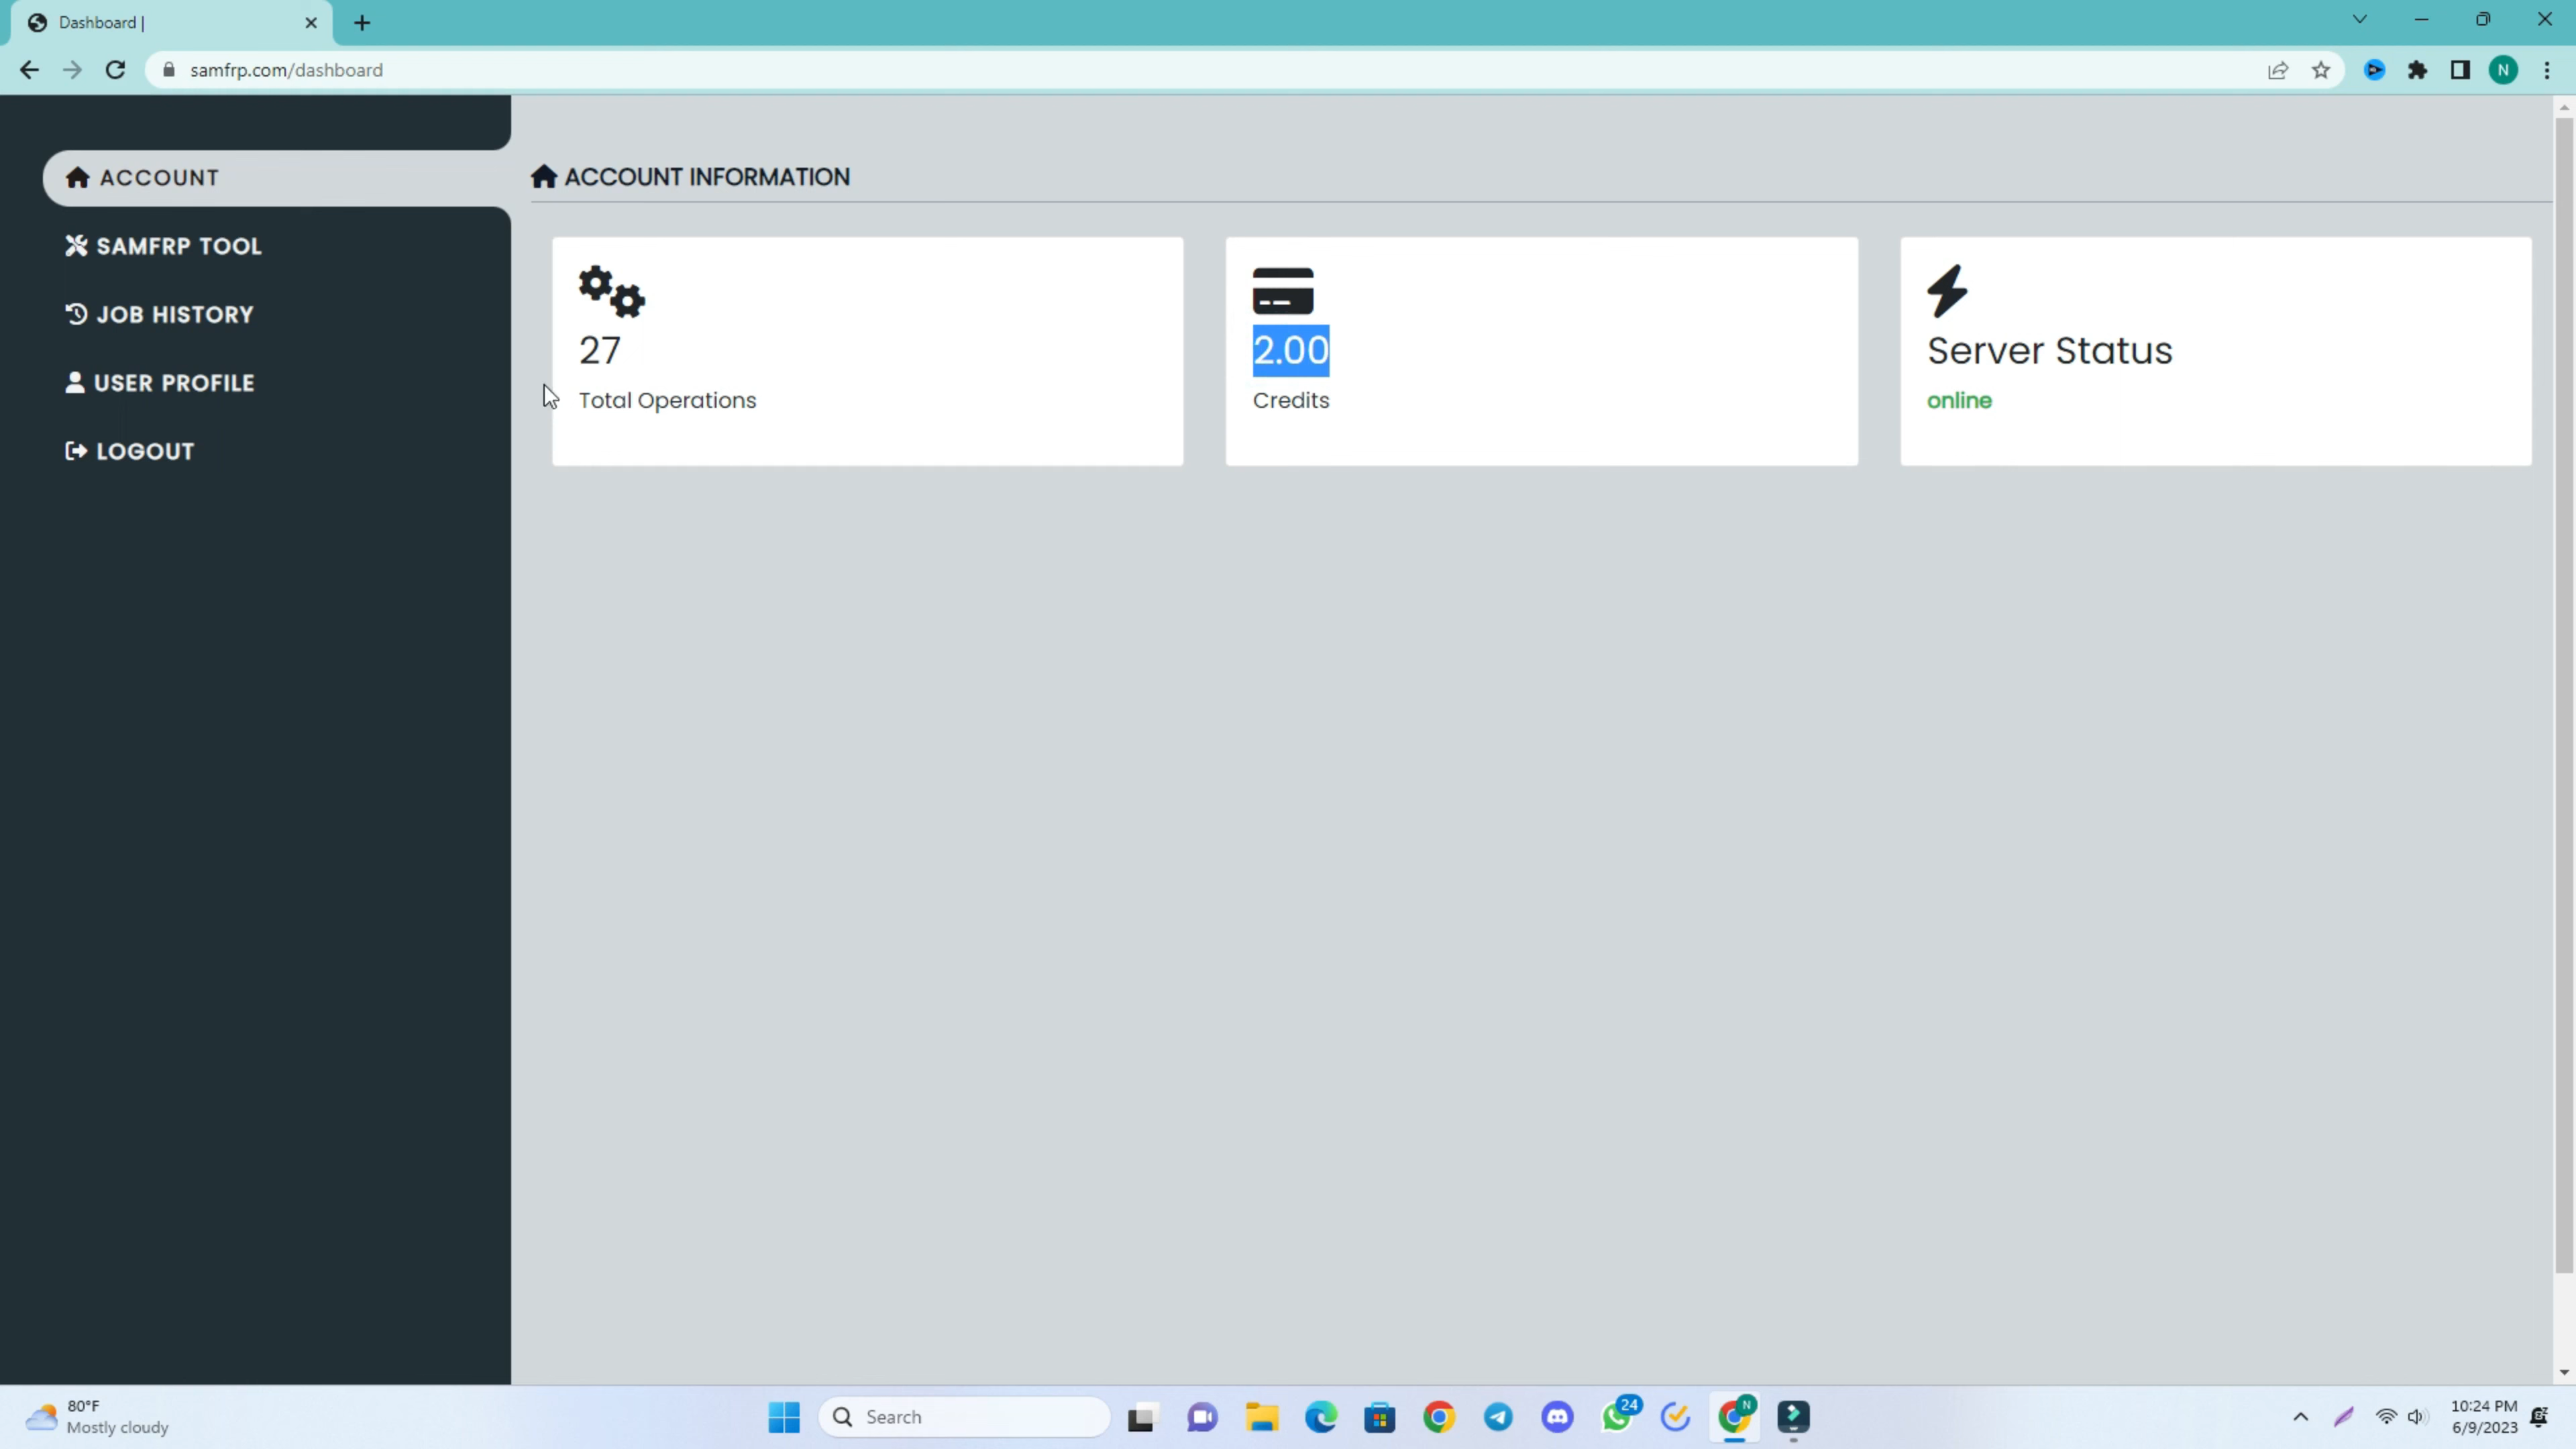 Dashboard |
samfrp.com/dashboard
N
ACCOUNT
SAMFRP TOOL
JOB HISTORY
USER PROFILE
LOGOUT
ACCOUNT INFORMATION
27
Total Operations
2.00
Credits
Server Status
online
80°F
Mostly cloudy
Search
24
N
10:24 PM
6/9/2023